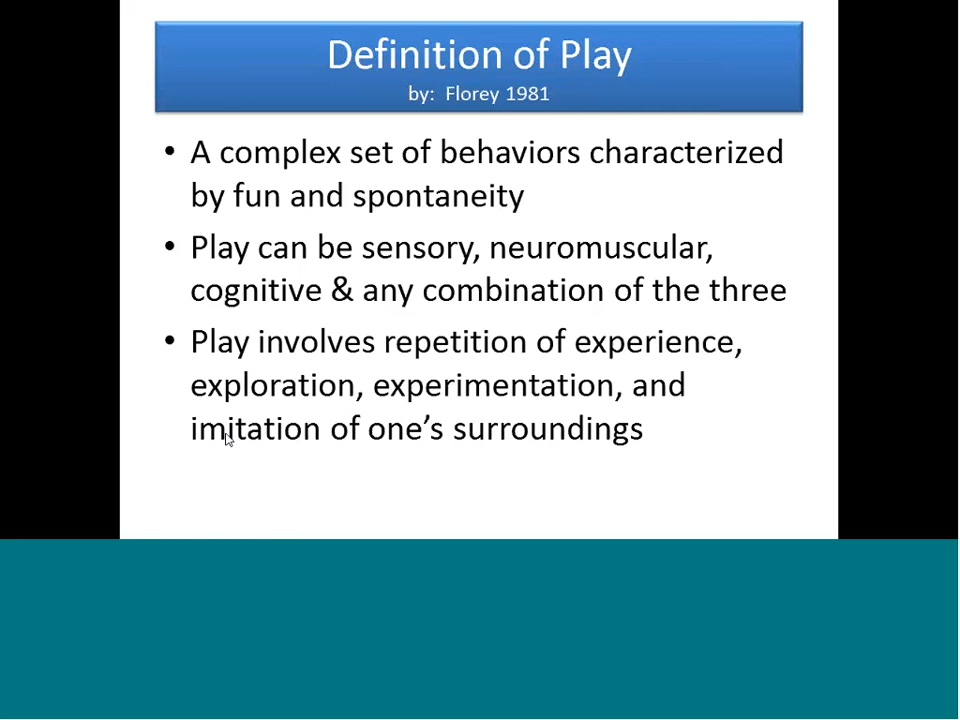 Definition of Play
by: Florey 1981
• A complex set of behaviors characterized
by fun and spontaneity
• Play can be sensory, neuromuscular,
cognitive & any combination of the three
• Play involves repetition of experience,
exploration, experimentation, and
imitation of one’s surroundings